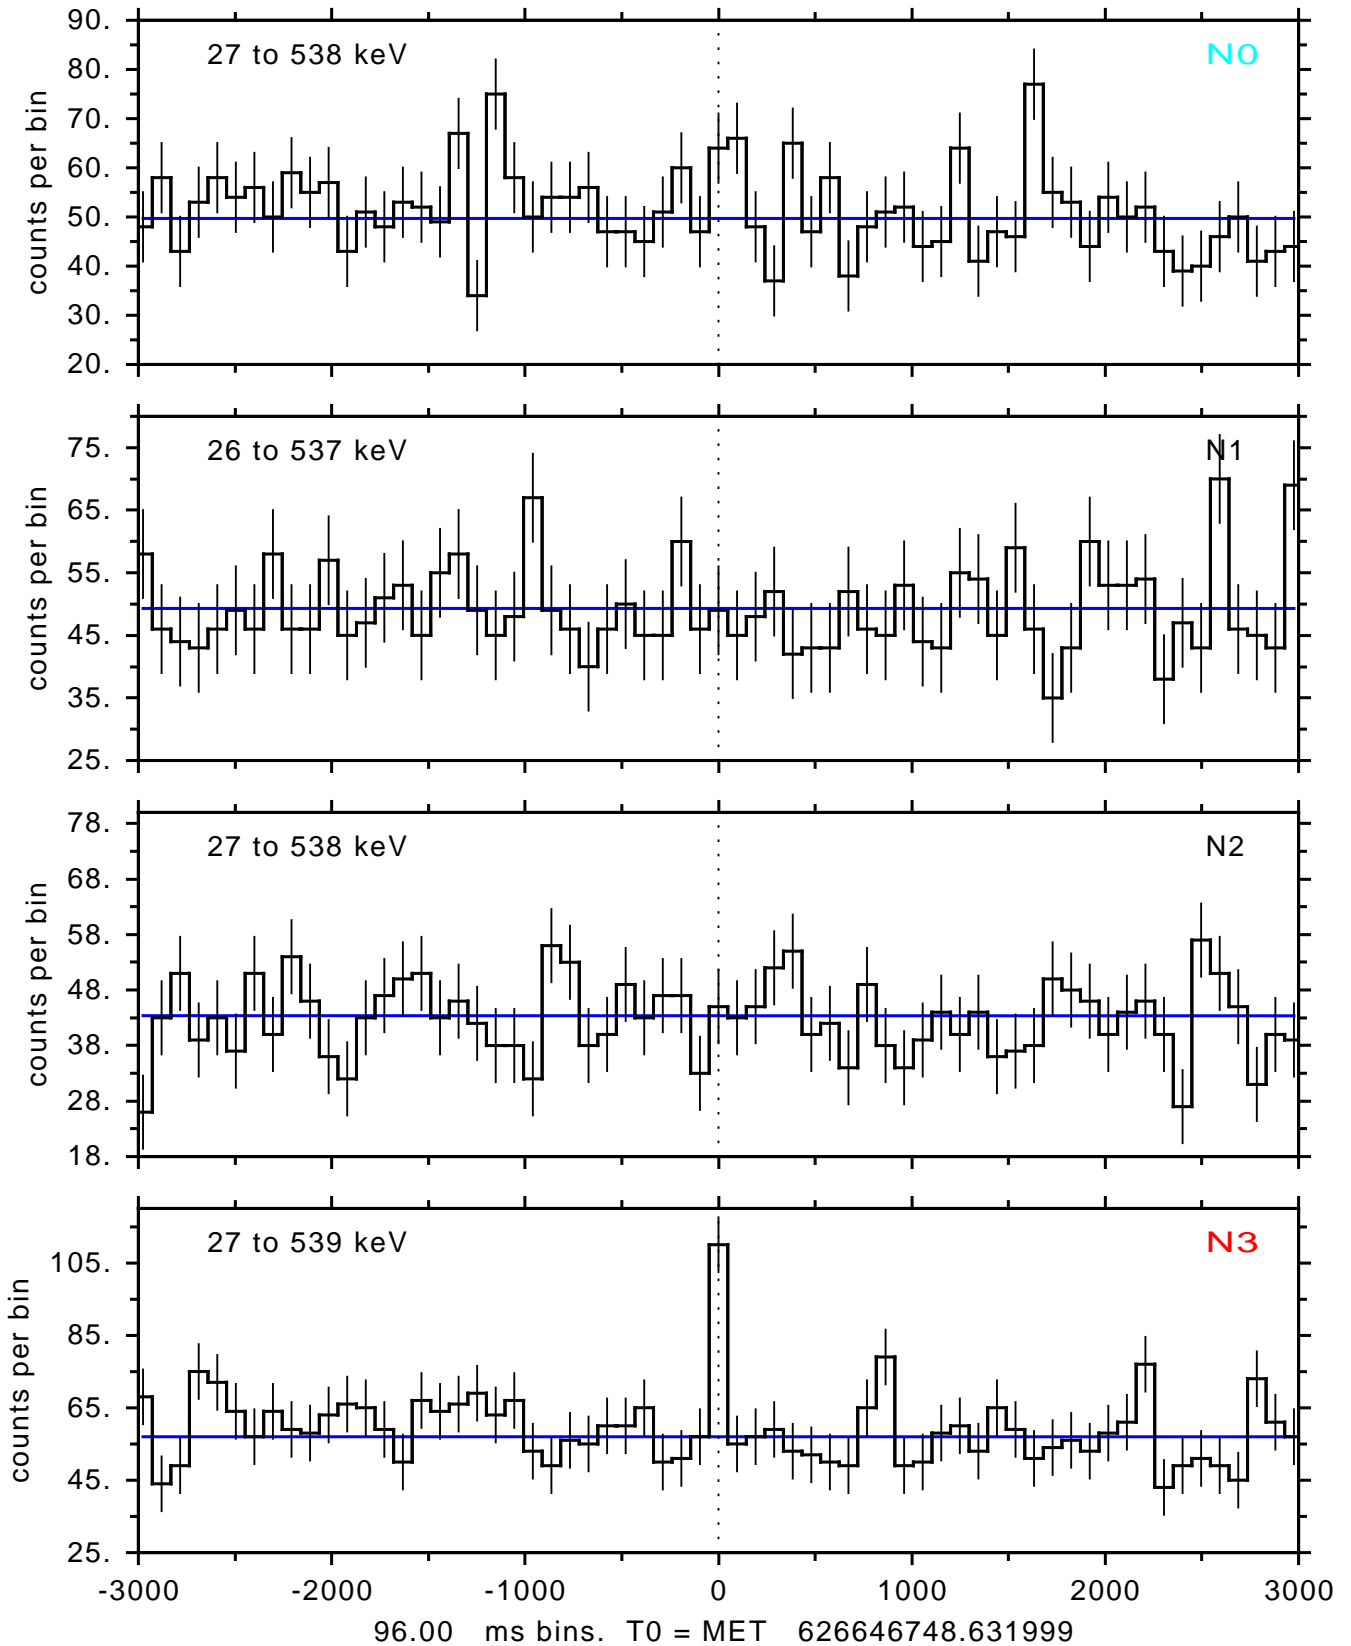 90.
80.
70.
60.
50.
40.
30.
20.
counts per bin
27 to 538 keV
N0
75.
65.
55.
45.
35.
25.
counts per bin
26 to 537 keV
N1
78.
68.
58.
48.
38.
28.
18.
counts per bin
27 to 538 keV
N2
105.
85.
65.
45.
25.
counts per bin
27 to 539 keV
N3
-3000 -2000 -1000 0 1000 2000 3000
96.00 ms bins. T0 = MET 626646748.631999